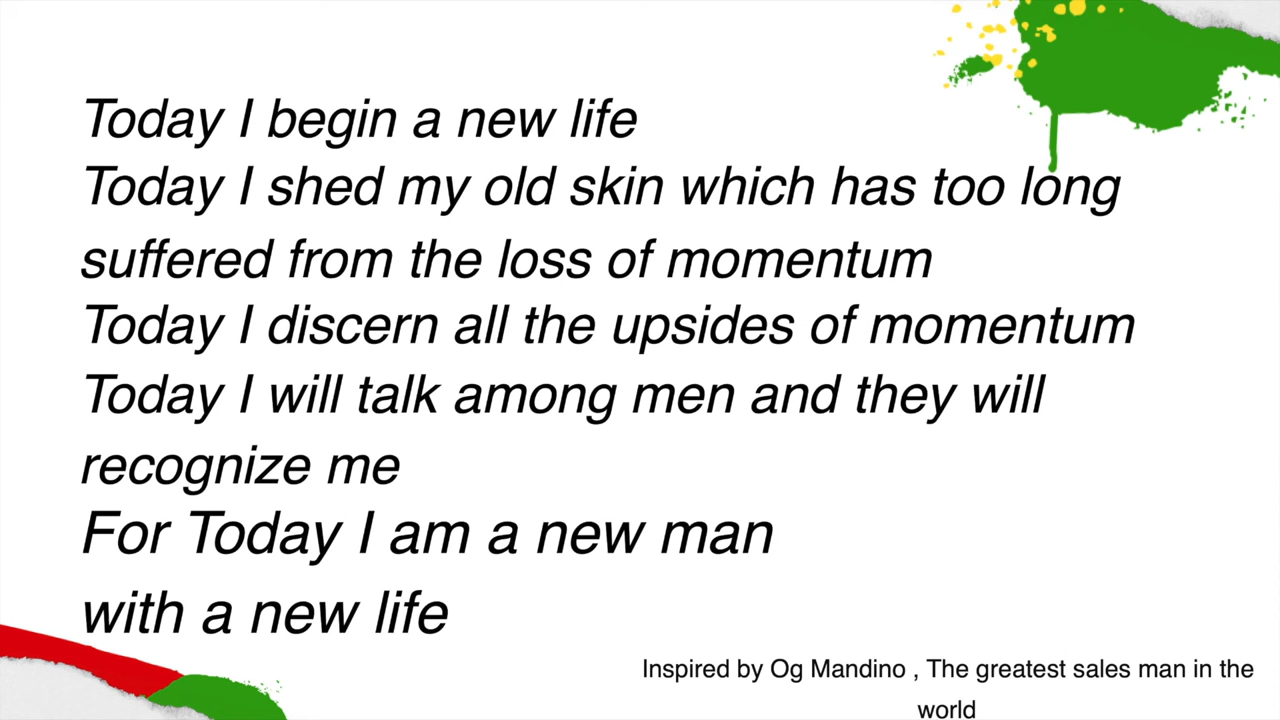 Today I begin a new life
Today I shed my old skin which has too long
suffered from the loss of momentum
Today I discern all the upsides of momentum
Today I will talk among men and they will
recognize me
For Today I am a new man
with a new life
Inspired by Og Mandino , The greatest sales man in the
world